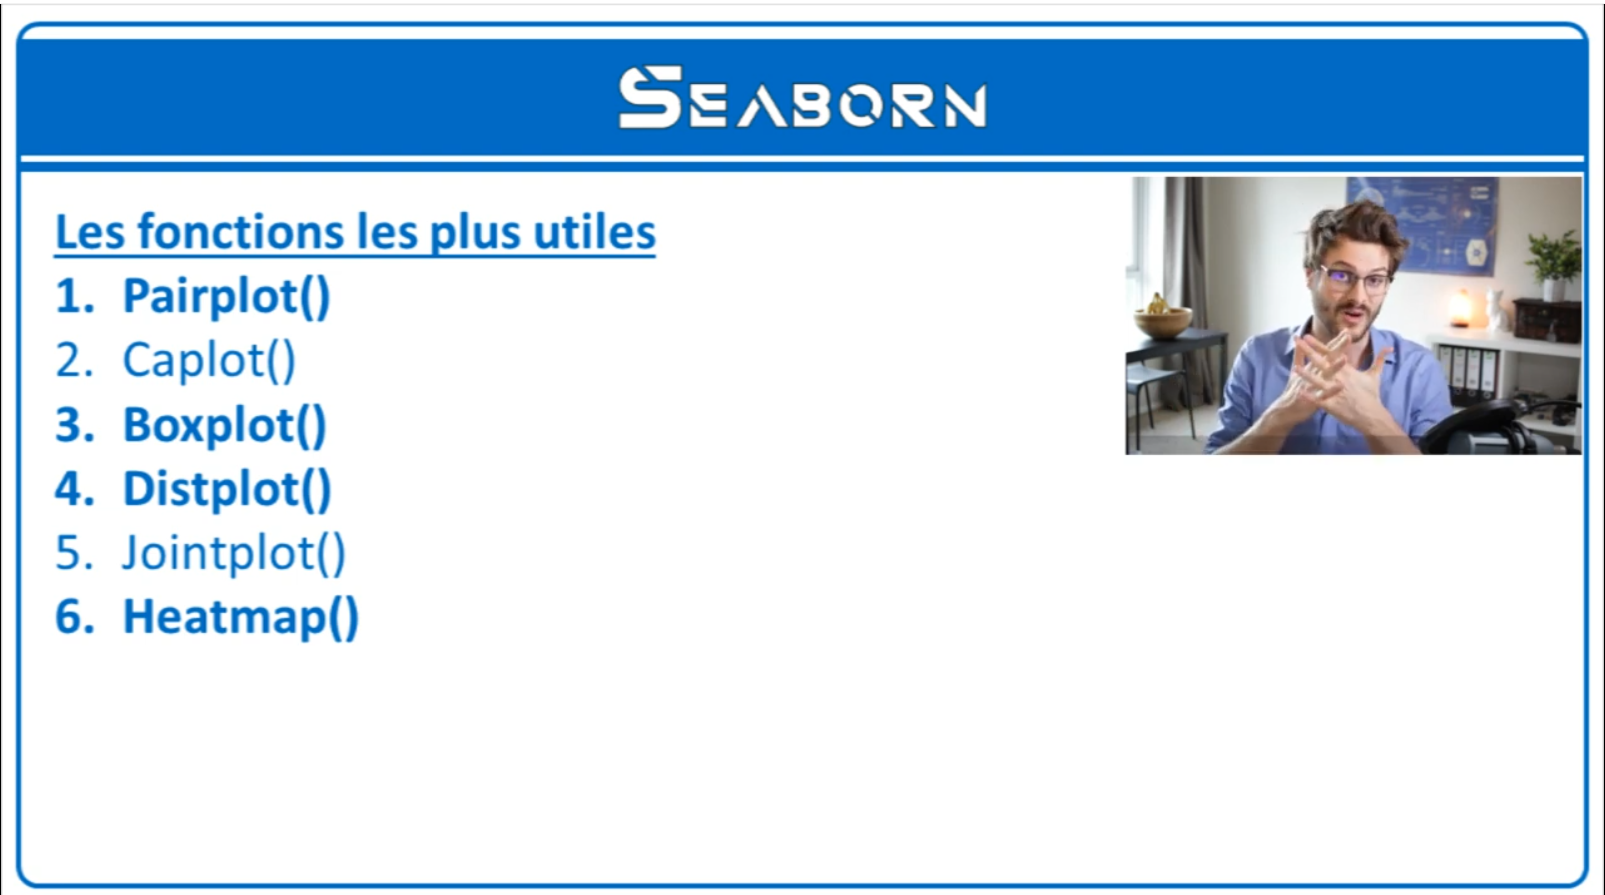 SEABORN
Les fonctions les plus utiles
1. Pairplot()
2. Caplot()
3. Boxplot()
4. Distplot()
5. Jointplot()
6. Heatmap()